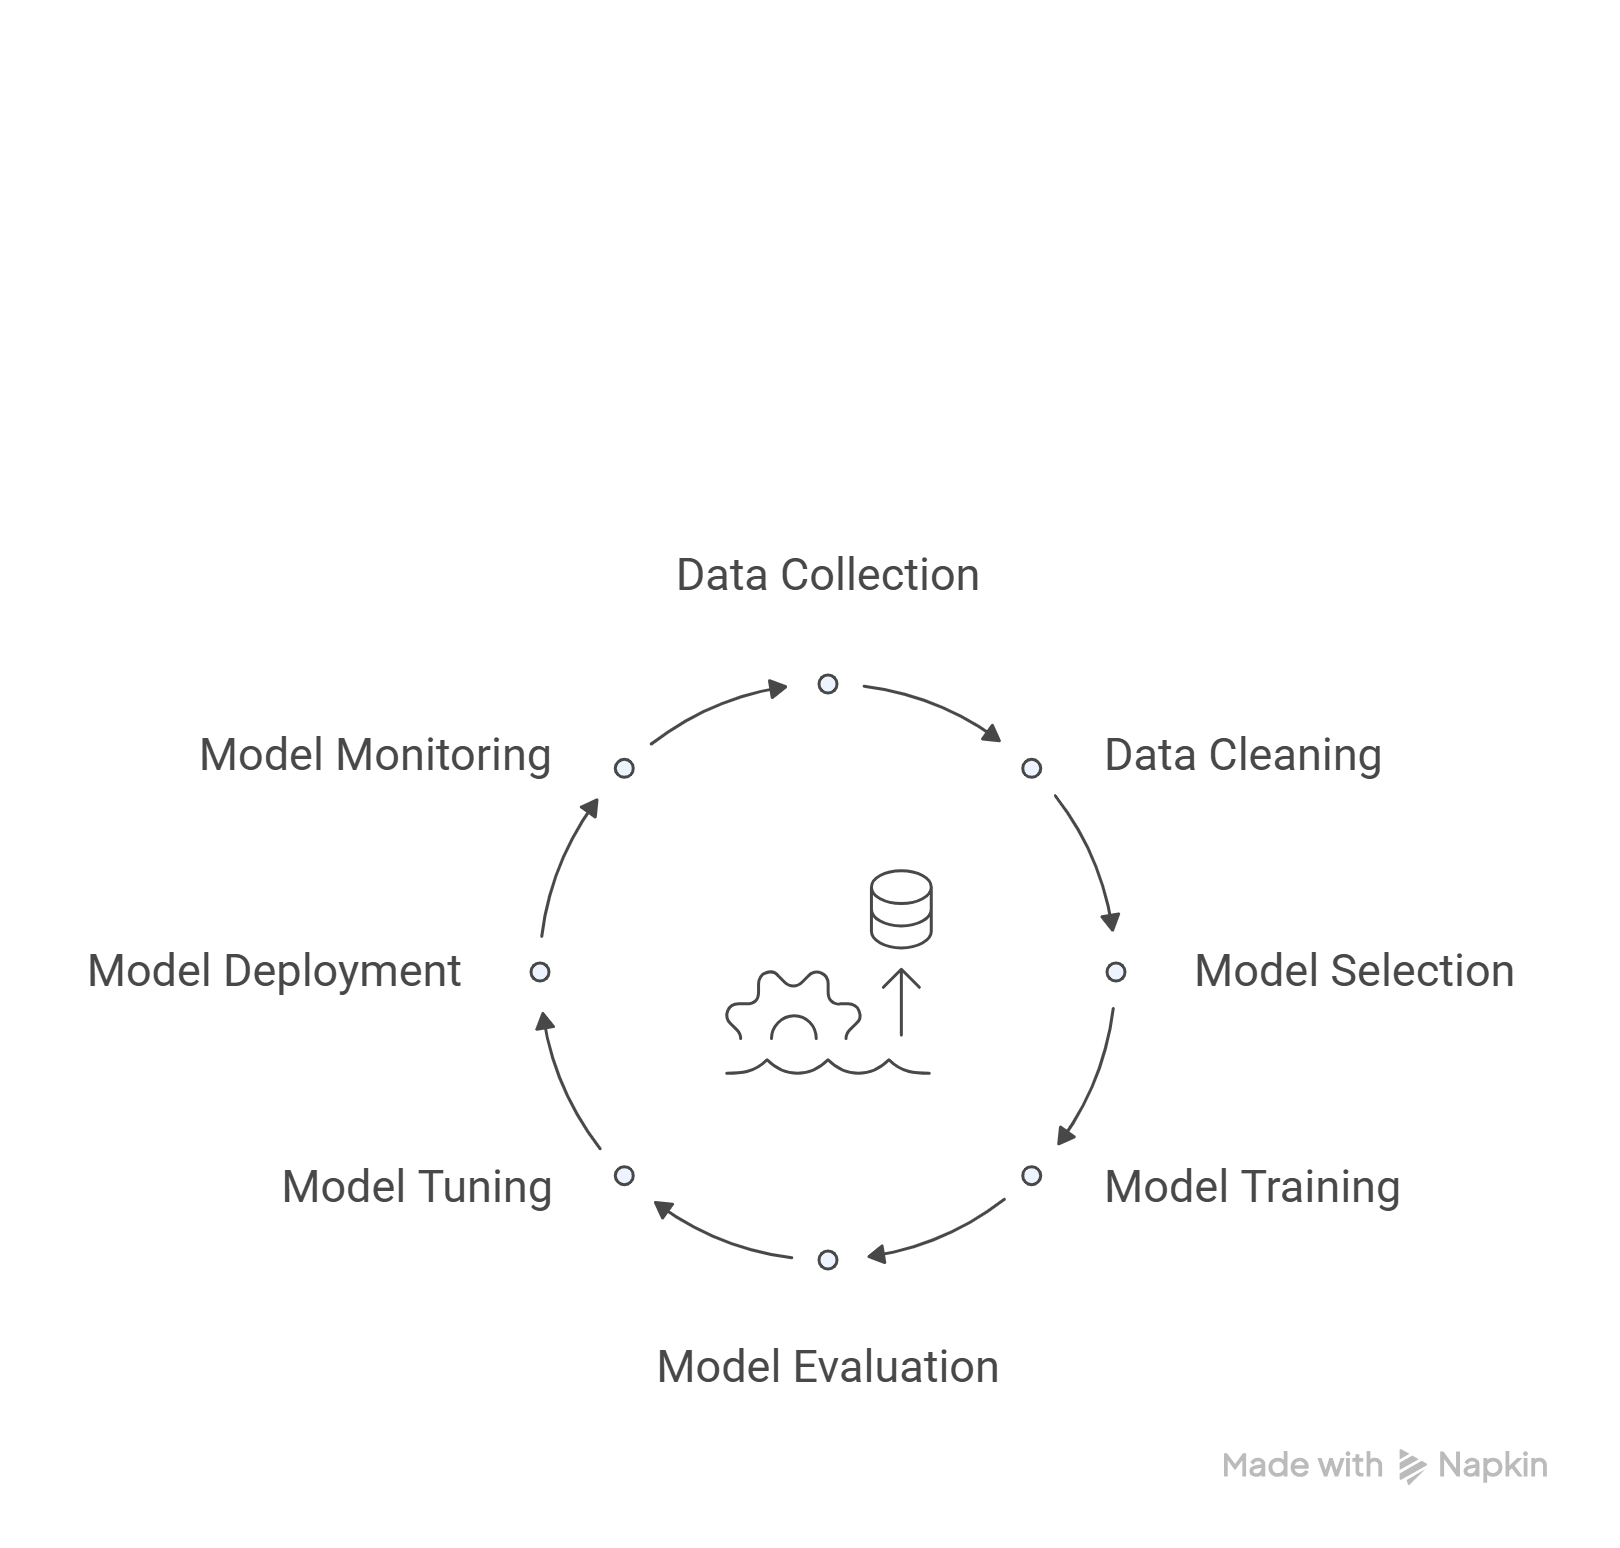 Data Collection
Model Monitoring
Data Cleaning
Model Deployment
Model Selection
Model Tuning
Model Training
Model Evaluation
Made with Napkin